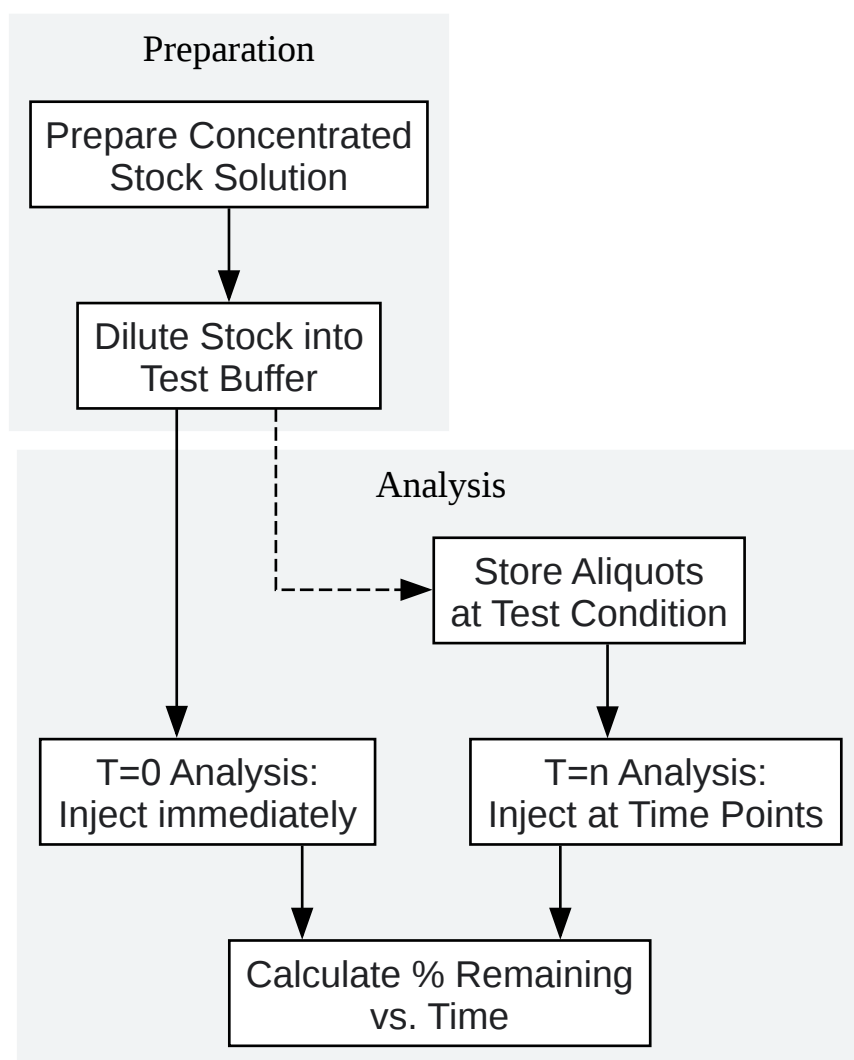 Preparation
Prepare Concentrated
Stock Solution
Dilute Stock into
Test Buffer
Analysis
Store Aliquots
at Test Condition
T=0 Analysis:
Inject immediately
T=n Analysis:
Inject at Time Points
Calculate % Remaining
vs. Time